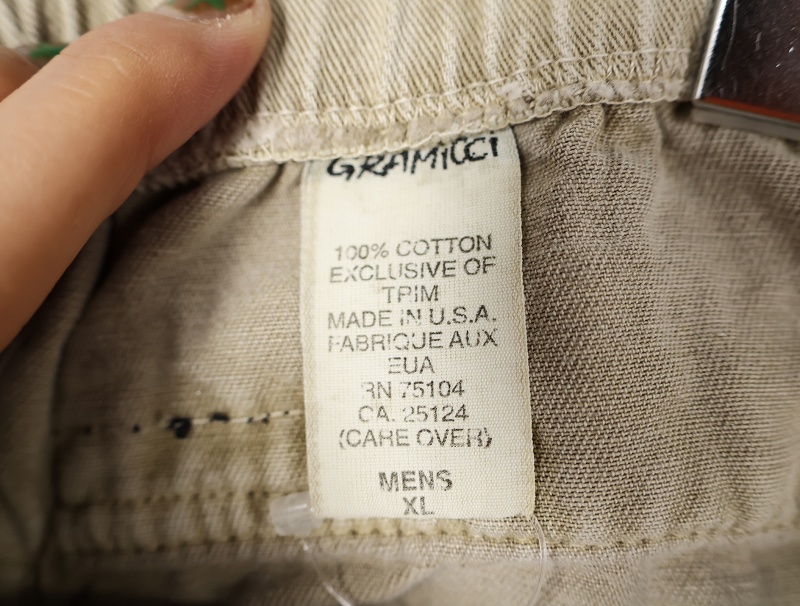 GRAMiCCi
100% COTTON
EXCLUSIVE OF
TRIM
MADE IN U.S.A.
FABRIQUE AUX
EUA
RN 75104
CA. 25124
(CARE OVER)
MENS
XL